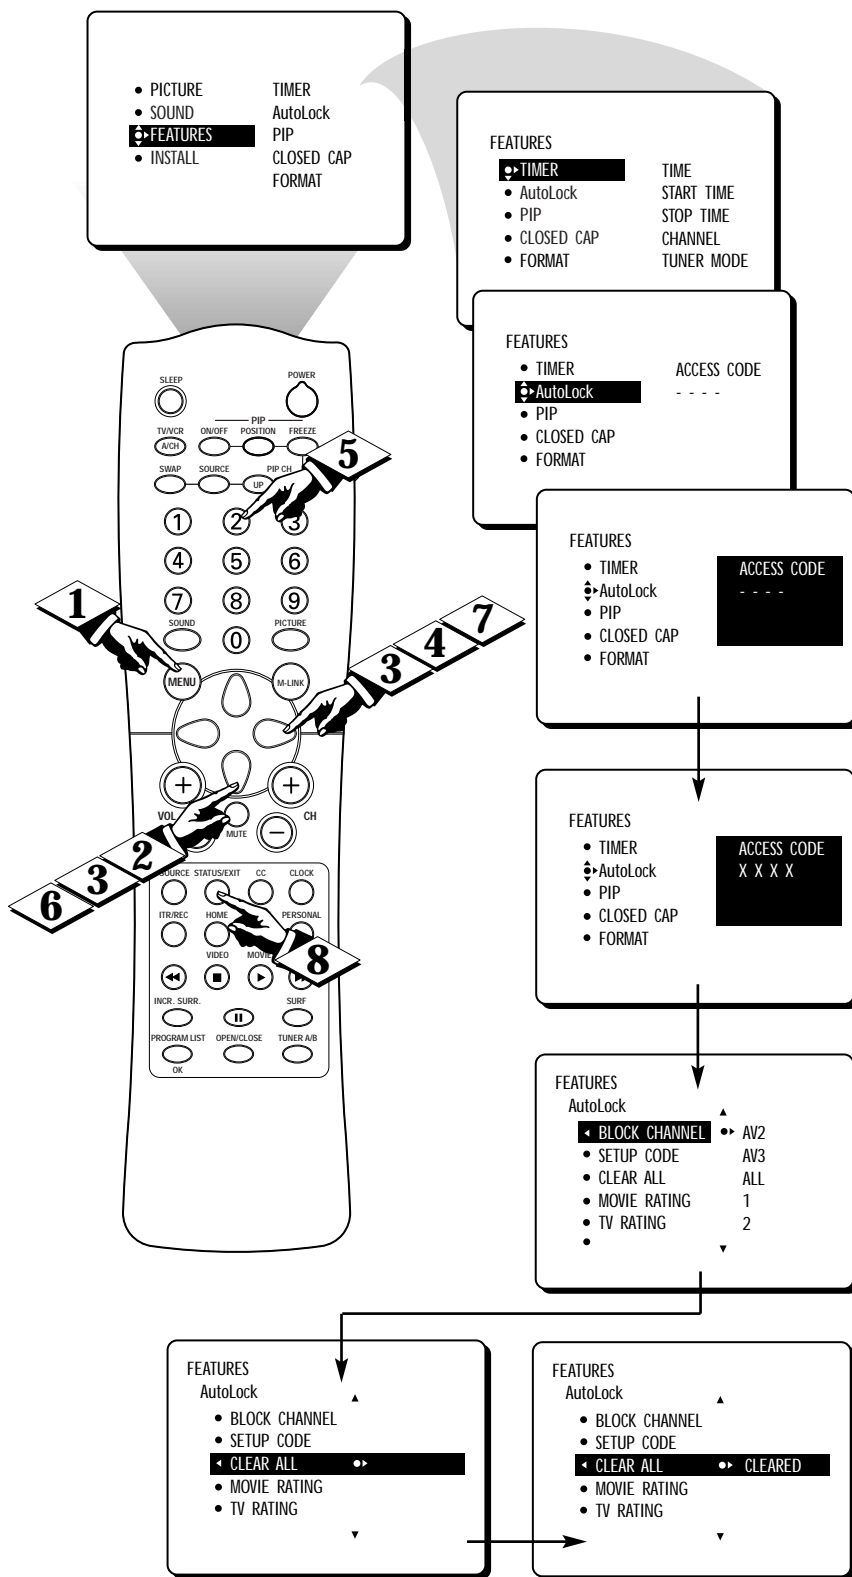 • PICTURE TIMER
• SOUND AutoLock
FEATURES PIP
• INSTALL CLOSED CAP
FORMAT
FEATURES
TIMER TIME
• AutoLock START TIME
• PIP STOP TIME
• CLOSED CAP CHANNEL
• FORMAT TUNER MODE
FEATURES
• TIMER ACCESS CODE
AutoLock - - - -
• PIP
• CLOSED CAP
• FORMAT
FEATURES
• TIMER ACCESS CODE
AutoLock - - - -
• PIP
• CLOSED CAP
• FORMAT
FEATURES
• TIMER ACCESS CODE
AutoLock X X X X
• PIP
• CLOSED CAP
• FORMAT
FEATURES
AutoLock
BLOCK CHANNEL AV2
• SETUP CODE AV3
• CLEAR ALL ALL
• MOVIE RATING 1
• TV RATING 2
•
FEATURES
AutoLock
• BLOCK CHANNEL
• SETUP CODE
CLEAR ALL
• MOVIE RATING
• TV RATING
FEATURES
AutoLock
• BLOCK CHANNEL
• SETUP CODE
CLEAR ALL CLEARED
• MOVIE RATING
• TV RATING
SLEEP POWER
PIP
TV/VCR ON/OFF POSITION FREEZE
A/CH
SWAP SOURCE PIP CH
UP
5
1 2 3
4 5 6
7 8 9
SOUND 0 PICTURE
1
3 4 7
MENU M-LINK
+ +
VOL CH
MUTE
−
6 3 2
SOURCE STATUS/EXIT CC CLOCK
ITR/REC HOME PERSONAL
VIDEO MOVIE
8
INCR. SURR. SURF
PROGRAM LIST OPEN/CLOSE TUNER A/B
OK